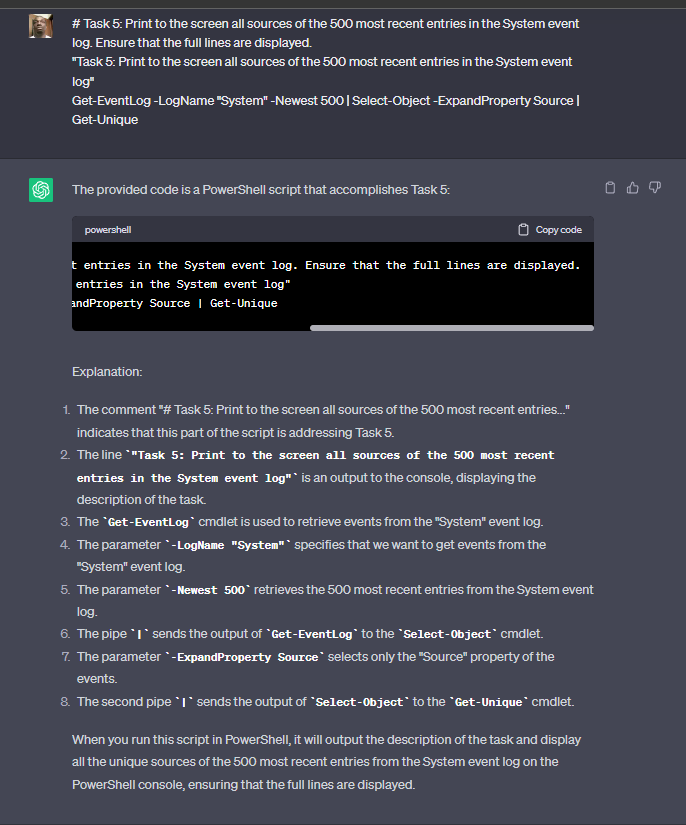 # Task 5: Print to the screen all sources of the 500 most recent entries in the System event
log. Ensure that the full lines are displayed.
"Task 5: Print to the screen all sources of the 500 most recent entries in the System event
log"
Get-EventLog -LogName "System" -Newest 500 | Select-Object -ExpandProperty Source |
Get-Unique
The provided code is a PowerShell script that accomplishes Task 5:
powershell
Copy code
t entries in the System event log. Ensure that the full lines are displayed.
entries in the System event log"
andProperty Source | Get-Unique
Explanation:
1. The comment "# Task 5: Print to the screen all sources of the 500 most recent entries..."
indicates that this part of the script is addressing Task 5.
2. The line `"Task 5: Print to the screen all sources of the 500 most recent
entries in the System event log"` is an output to the console, displaying the
description of the task.
3. The `Get-EventLog` cmdlet is used to retrieve events from the "System" event log.
4. The parameter `-LogName "System"` specifies that we want to get events from the
"System" event log.
5. The parameter `-Newest 500` retrieves the 500 most recent entries from the System event
log.
6. The pipe `|` sends the output of `Get-EventLog` to the `Select-Object` cmdlet.
7. The parameter `-ExpandProperty Source` selects only the "Source" property of the
events.
8. The second pipe `|` sends the output of `Select-Object` to the `Get-Unique` cmdlet.
When you run this script in PowerShell, it will output the description of the task and display
all the unique sources of the 500 most recent entries from the System event log on the
PowerShell console, ensuring that the full lines are displayed.